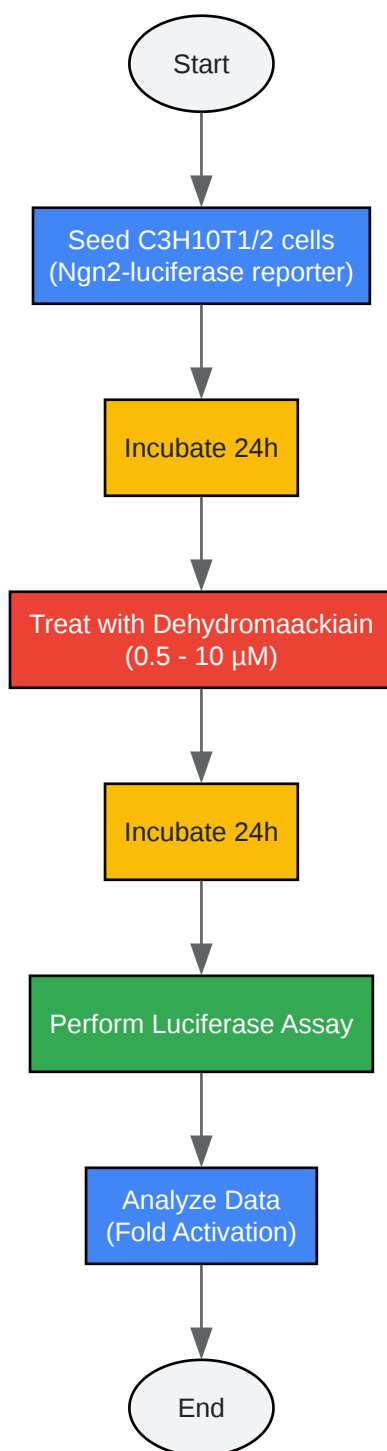 Start
Seed C3H10T1/2 cells
(Ngn2-luciferase reporter)
Incubate 24h
Treat with Dehydromaackiain
(0.5 - 10 µM)
Incubate 24h
Perform Luciferase Assay
Analyze Data
(Fold Activation)
End